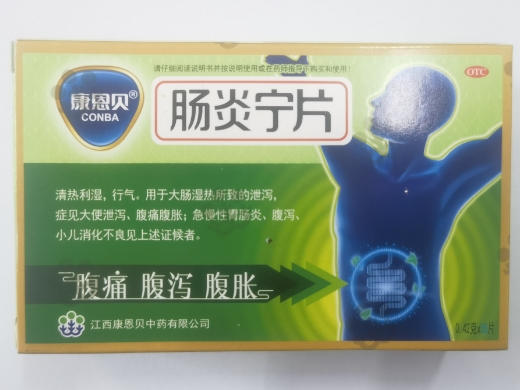 请仔细阅读说明书并按说明使用或在药师指导下购买和使用!
OTC
康恩贝®
CONBA
肠炎宁片
清热利湿，行气。用于大肠湿热所致的泄泻，
症见大便泄泻、腹痛腹胀；急慢性胃肠炎、腹泻、
小儿消化不良见上述证候者。
腹痛 腹泻 腹胀
江西康恩贝中药有限公司